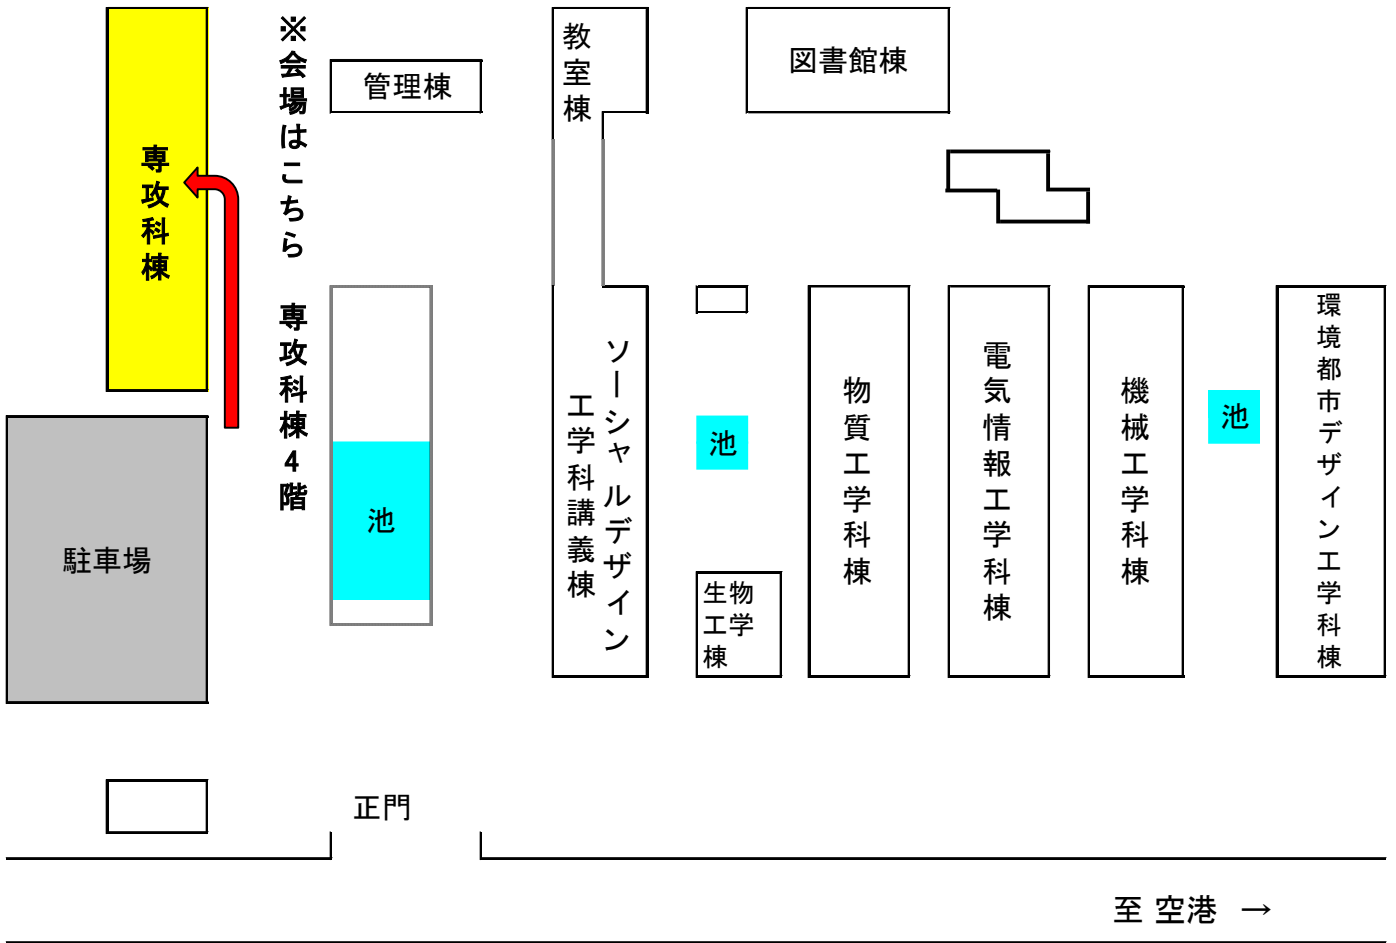 専攻科棟
※会場はこちら 専攻科棟4階
管理棟
教室棟
図書館棟
駐車場
池
ソーシャルデザイン
工学科講義棟
池
生物
工学
棟
物質工学科棟
電気情報工学科棟
機械工学科棟
池
環境都市デザイン工学科棟
正門
至 空港 →